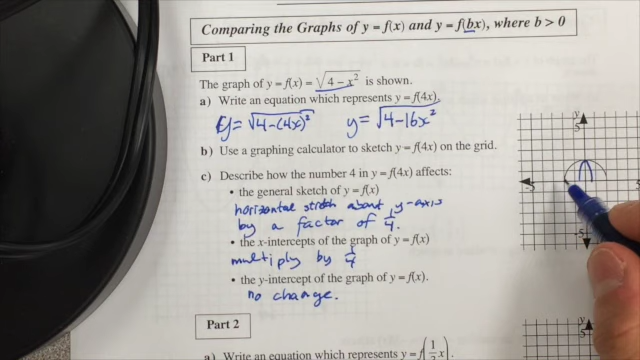 Comparing the Graphs of y = f(x) and y = f(bx), where b > 0
Part 1
The graph of y = f(x) = √4 − x² is shown.
a) Write an equation which represents y = f(4x).
y = √4-(4x)²   y = √4-16x²
b) Use a graphing calculator to sketch y = f(4x) on the grid.
c) Describe how the number 4 in y = f(4x) affects:
• the general sketch of y = f(x)
horizontal stretch about y-axis
by a factor of 1/4.
• the x-intercepts of the graph of y = f(x)
multiply by 1/4
• the y-intercept of the graph of y = f(x).
no change.
Part 2
a) Write an equation which represents y = f(1/2 x).
y
5
-5
-5
y
5